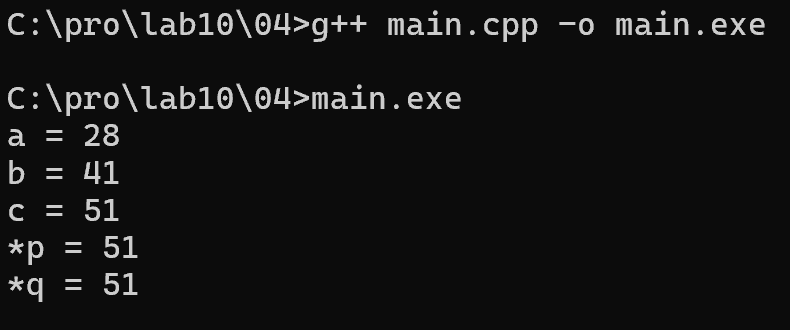 C:\pro\lab10\04>g++ main.cpp -o main.exe
C:\pro\lab10\04>main.exe
a = 28
b = 41
c = 51
*p = 51
*q = 51